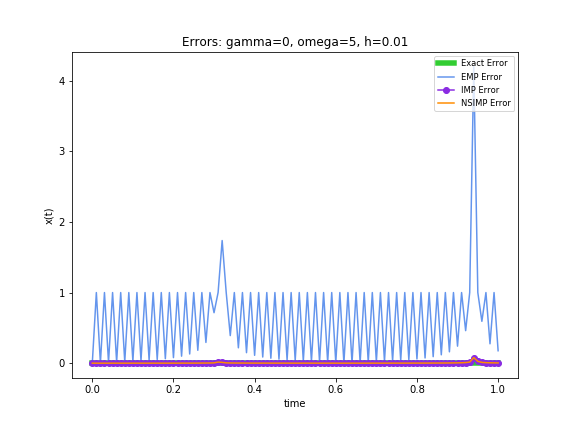 Errors: gamma=0, omega=5, h=0.01
Exact Error
EMP Error
IMP Error
NSIMP Error
x(t)
4
3
2
1
0
0.0 0.2 0.4 0.6 0.8 1.0
time